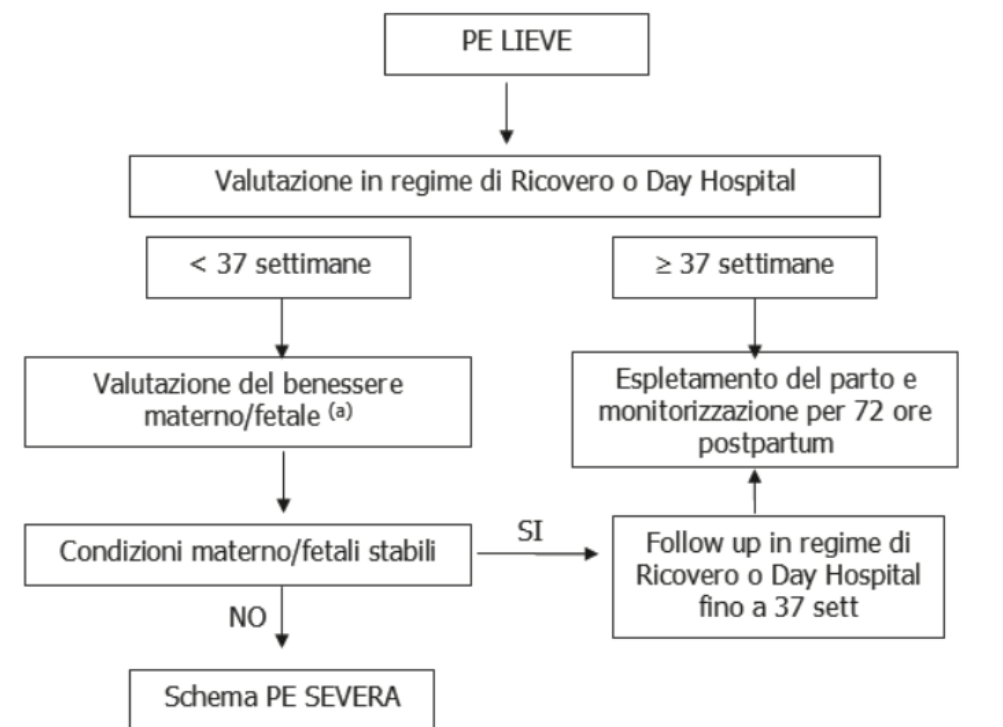 PE LIEVE
Valutazione in regime di Ricovero o Day Hospital
< 37 settimane
≥ 37 settimane
Valutazione del benessere
materno/fetale (a)
Espletamento del parto e
monitorizzazione per 72 ore
postpartum
Condizioni materno/fetali stabili
SI
Follow up in regime di
Ricovero o Day Hospital
fino a 37 sett
NO
Schema PE SEVERA